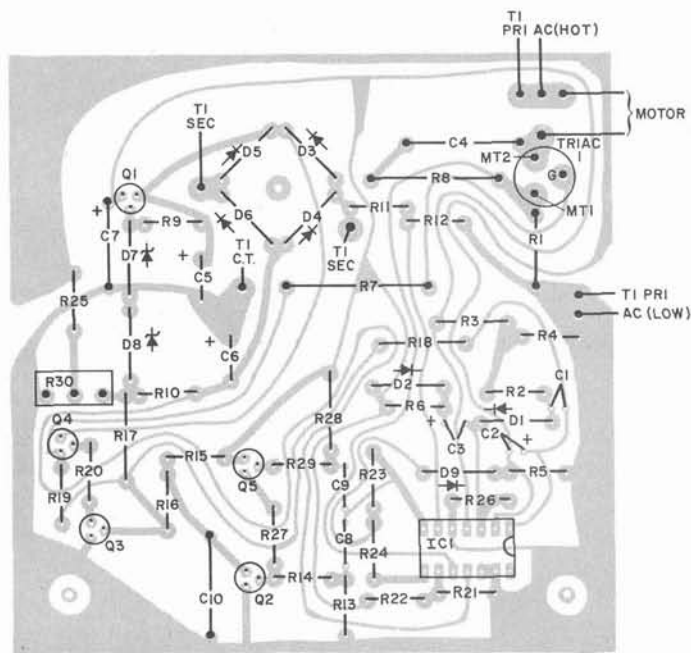 T1
PRI AC(HOT)
MOTOR
T1
SEC
D5
D3
C4
TRIAC
1
MT2
G
Q1
R8
MT1
+
R9
D6
D4
R11
R12
R1
C7
D7
+
C5
T1
C.T.
T1
SEC
R7
T1 PRI
AC (LOW)
R25
D8
+
C6
R3
R18
R4
C1
R30
R10
D2
R2
R6
D1
Q4
R17
R28
+
C3
C2
+
R20
R15
Q5
R29
C9
R23
D9
R5
R19
R16
R26
Q3
R27
C8
R24
IC1
C10
Q2
R14
R13
R22
R21